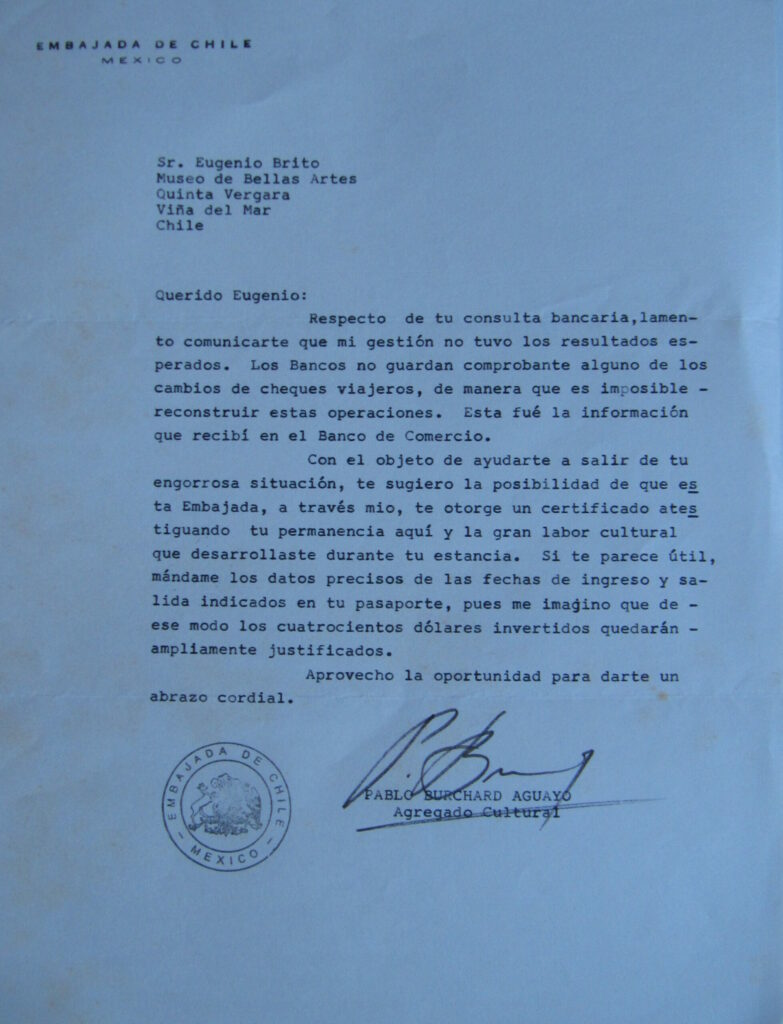 EMBAJADA DE CHILE
MEXICO
Sr. Eugenio Brito
Museo de Bellas Artes
Quinta Vergara
Viña del Mar
Chile
Querido Eugenio:
Respecto de tu consulta bancaria,lamen-
to comunicarte que mi gestión no tuvo los resultados es-
perados. Los Bancos no guardan comprobante alguno de los
cambios de cheques viajeros, de manera que es imposible -
reconstruir estas operaciones. Esta fué la información
que recibí en el Banco de Comercio.
Con el objeto de ayudarte a salir de tu
engorrosa situación, te sugiero la posibilidad de que es
ta Embajada, a través mio, te otorge un certificado ates
tiguando tu permanencia aquí y la gran labor cultural
que desarrollaste durante tu estancia. Si te parece útil,
mándame los datos precisos de las fechas de ingreso y sa-
lida indicados en tu pasaporte, pues me imagino que de -
ese modo los cuatrocientos dólares invertidos quedarán -
ampliamente justificados.
Aprovecho la oportunidad para darte un
abrazo cordial.
PABLO BURCHARD AGUAYO
Agregado Cultural
EMBAJADA DE CHILE
- MEXICO -